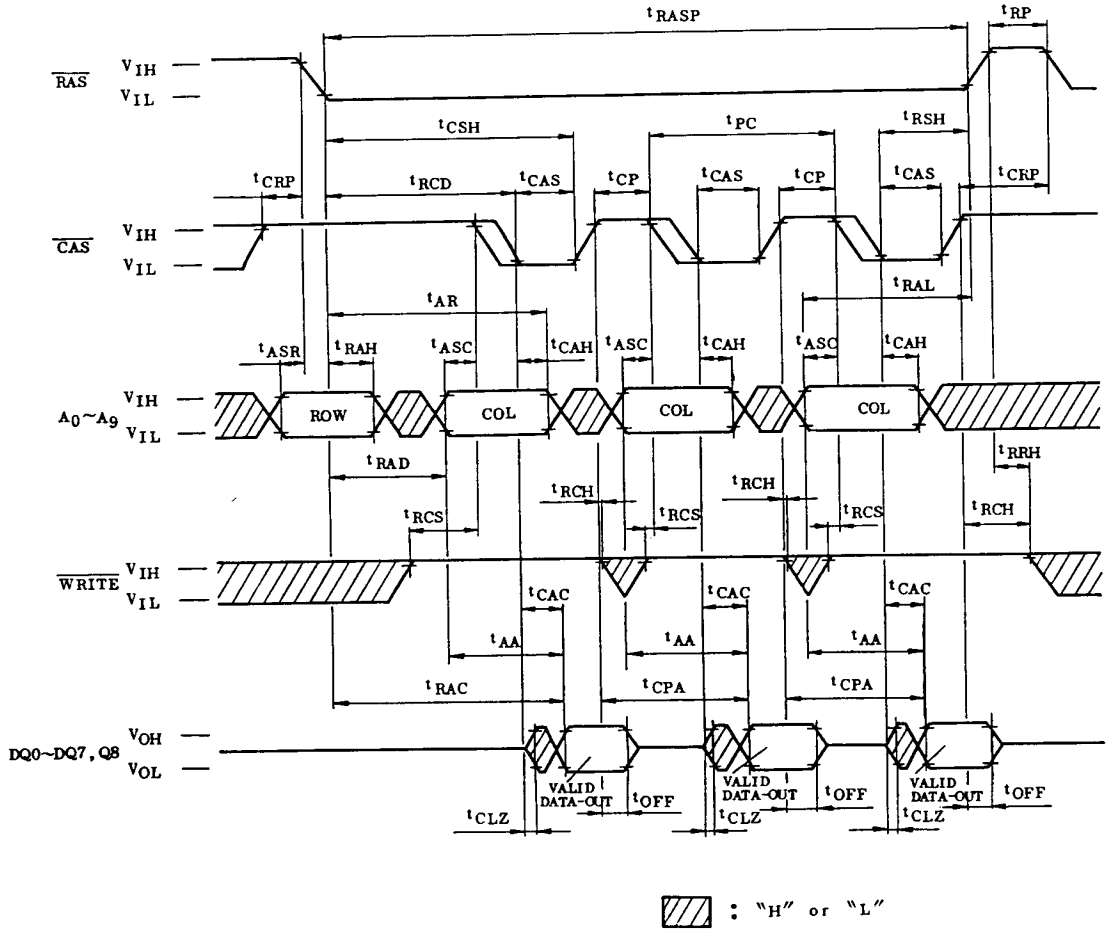 tRASP tRP
RAS VIH
VIL
tCSH tPC tRSH
tCRP tRCD tCAS tCP tCAS tCP tCAS tCRP
CAS VIH
VIL
tAR tRAL
tASR tRAH tASC tCAH tASC tCAH tASC tCAH
A0~A9 VIH
VIL
ROW COL COL COL
tRAD tRRH
tRCH tRCH
tRCS tRCS tRCS tRCH
WRITE VIH
VIL
tCAC tCAC tCAC
tAA tAA tAA
tRAC tCPA tCPA
DQ0~DQ7, Q8 VOH
VOL
VALID DATA-OUT VALID DATA-OUT VALID DATA-OUT
tOFF tOFF tOFF
tCLZ tCLZ tCLZ
: "H" or "L"